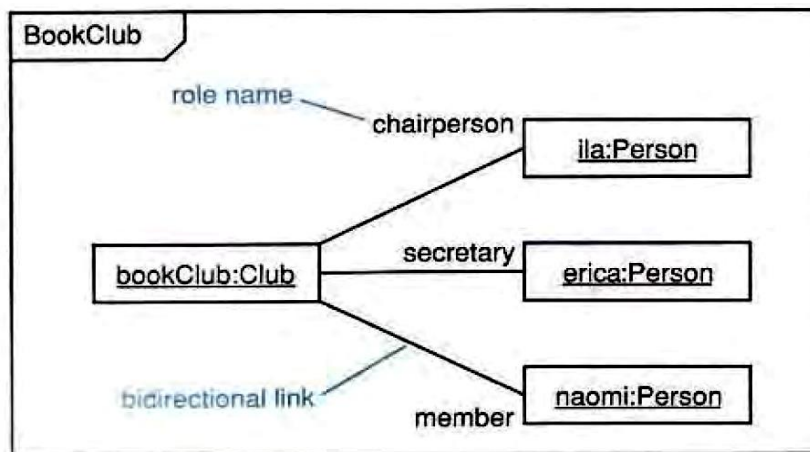 BookClub
role name
chairperson
ila:Person
secretary
bookClub:Club
erica:Person
bidirectional link
member
naomi:Person